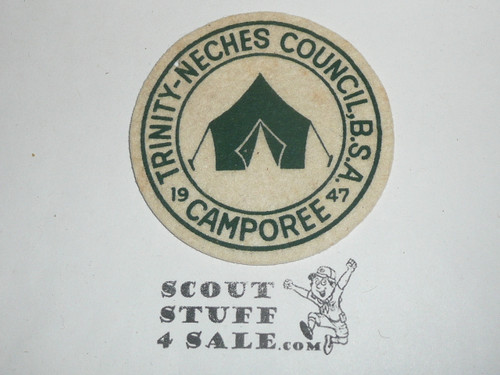 TRINITY-NECHES COUNCIL, B.S.A.
19 47
CAMPOREE
SCOUT
STUFF
4 SALE.COM